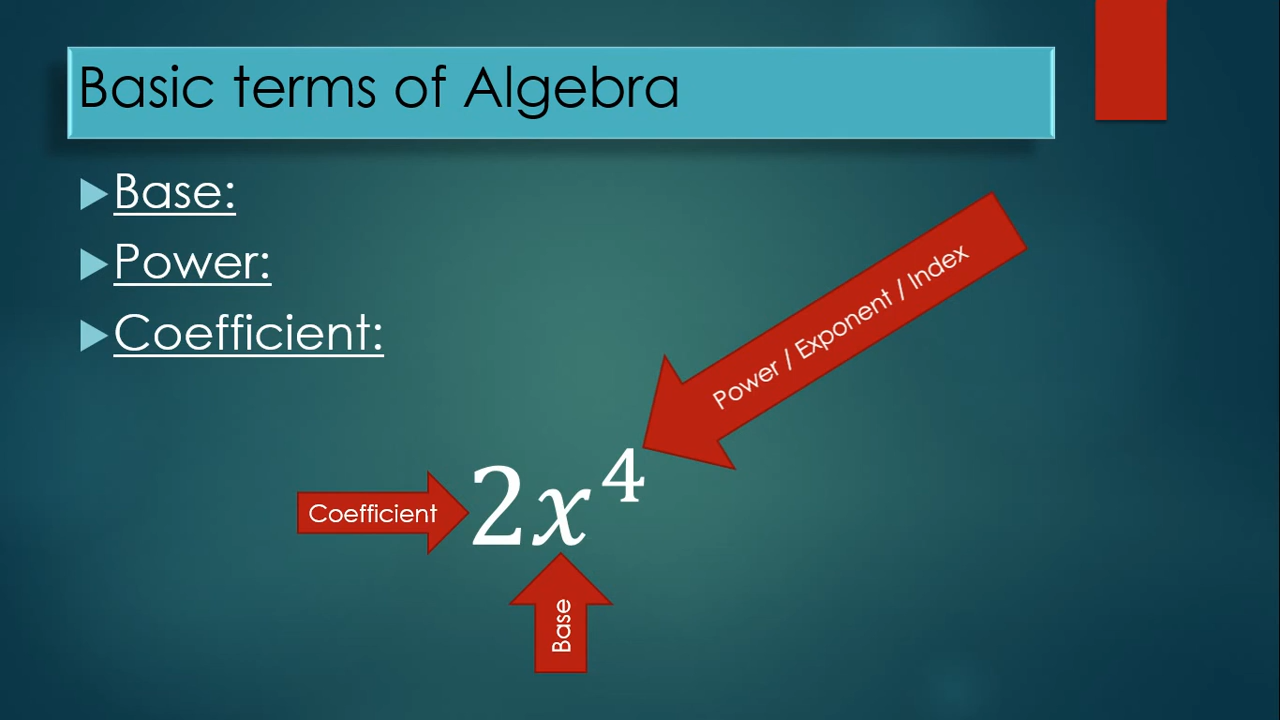 Basic terms of Algebra
Base:
Power:
Coefficient:
Power / Exponent / Index
Coefficient
2x⁴
Base